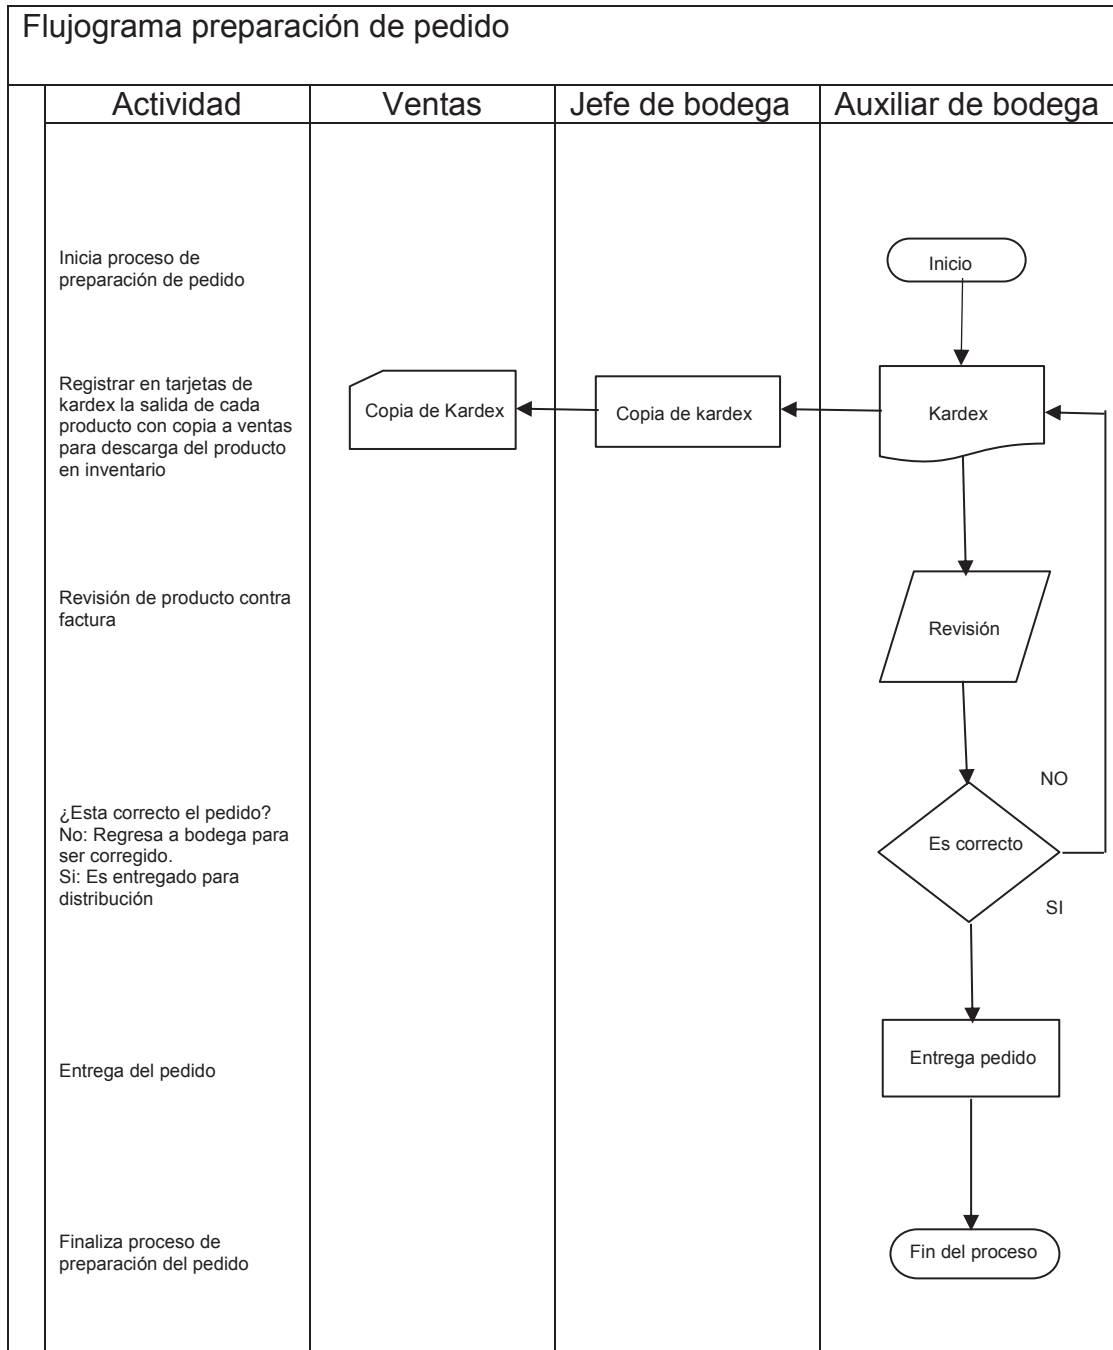 Flujograma preparación de pedido
Actividad
Ventas
Jefe de bodega
Auxiliar de bodega
Inicia proceso de
preparación de pedido
Inicio
Registrar en tarjetas de
kardex la salida de cada
producto con copia a ventas
para descarga del producto
en inventario
Copia de Kardex
Copia de kardex
Kardex
Revisión de producto contra
factura
Revisión
¿Esta correcto el pedido?
No: Regresa a bodega para
ser corregido.
Si: Es entregado para
distribución
NO
Es correcto
SI
Entrega del pedido
Entrega pedido
Finaliza proceso de
preparación del pedido
Fin del proceso